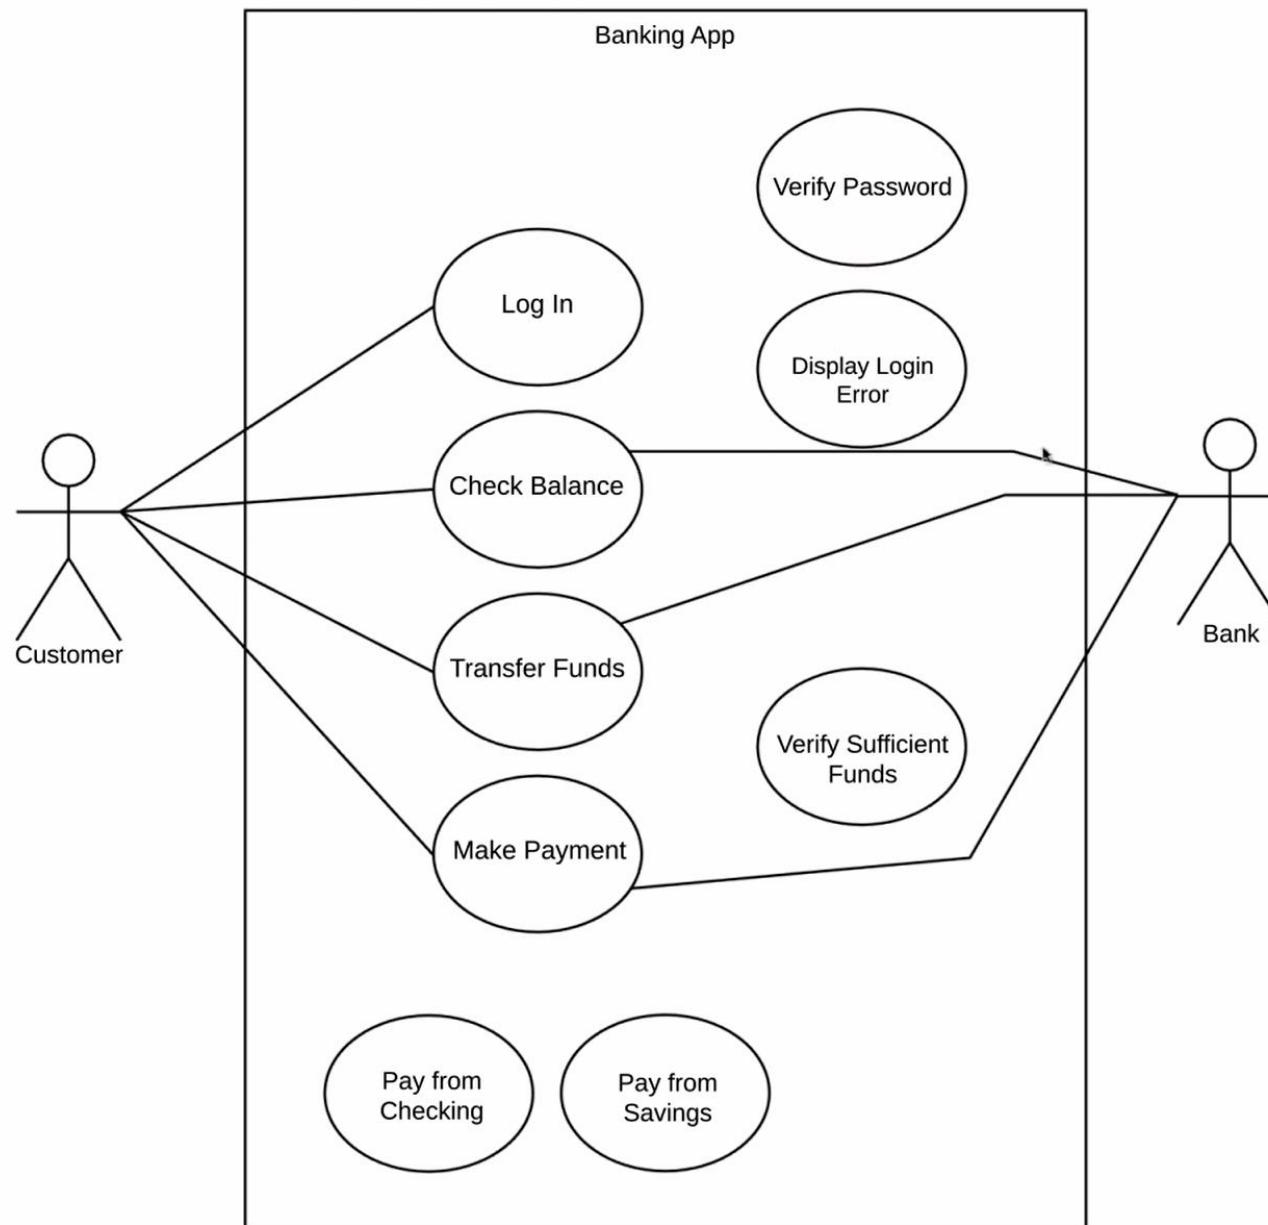 Banking App
Verify Password
Log In
Display Login
Error
Check Balance
Customer
Bank
Transfer Funds
Verify Sufficient
Funds
Make Payment
Pay from
Checking
Pay from
Savings